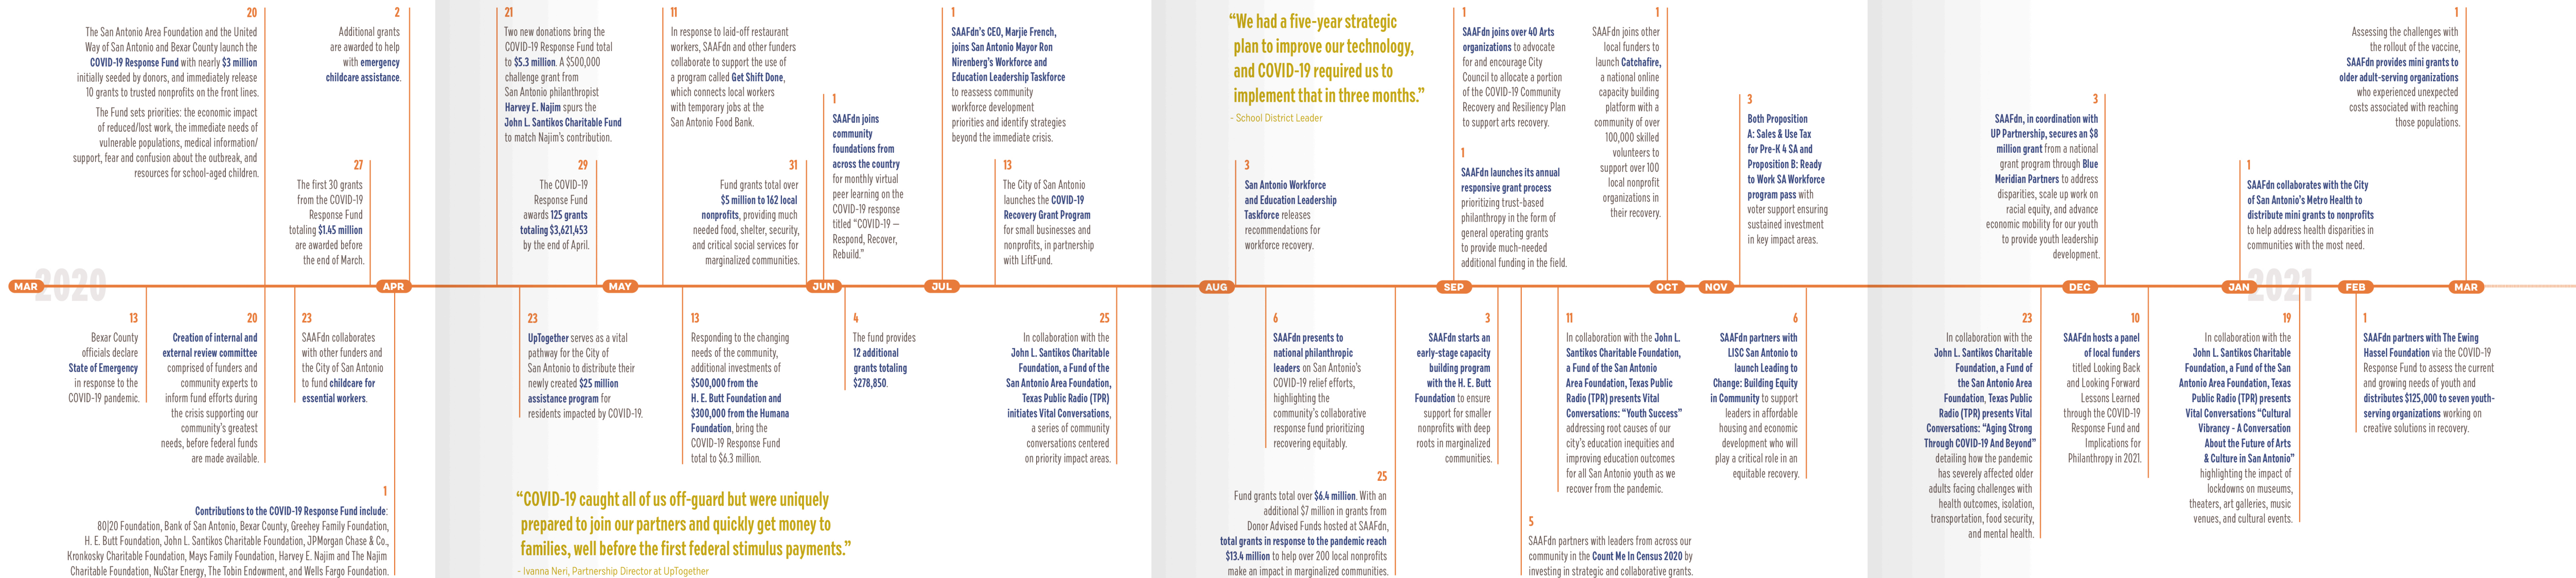 20
The San Antonio Area Foundation and the United
Way of San Antonio and Bexar County launch the
COVID-19 Response Fund with nearly $3 million
initially seeded by donors, and immediately release
10 grants to trusted nonprofits on the front lines.
The Fund sets priorities: the economic impact
of reduced/lost work, the immediate needs of
vulnerable populations, medical information/
support, fear and confusion about the outbreak, and
resources for school-aged children.
27
The first 30 grants
from the COVID-19
Response Fund
totaling $1.45 million
are awarded before
the end of March.
2
Additional grants
are awarded to help
with emergency
childcare assistance.
21
Two new donations bring the
COVID-19 Response Fund total
to $5.3 million. A $500,000
challenge grant from
San Antonio philanthropist
Harvey E. Najim spurs the
John L. Santikos Charitable Fund
to match Najim's contribution.
29
The COVID-19
Response Fund
awards 125 grants
totaling $3,621,453
by the end of April.
11
In response to laid-off restaurant
workers, SAAFdn and other funders
collaborate to support the use of
a program called Get Shift Done,
which connects local workers
with temporary jobs at the
San Antonio Food Bank.
31
Fund grants total over
$5 million to 162 local
nonprofits, providing much
needed food, shelter, security,
and critical social services for
marginalized communities.
1
SAAFdn joins
community
foundations from
across the country
for monthly virtual
peer learning on the
COVID-19 response
titled "COVID-19 –
Respond, Recover,
Rebuild."
1
SAAFdn's CEO, Marjie French,
joins San Antonio Mayor Ron
Nirenberg's Workforce and
Education Leadership Taskforce
to reassess community
workforce development
priorities and identify strategies
beyond the immediate crisis.
13
The City of San Antonio
launches the COVID-19
Recovery Grant Program
for small businesses and
nonprofits, in partnership
with LiftFund.
"We had a five-year strategic
plan to improve our technology,
and COVID-19 required us to
implement that in three months."
- School District Leader
3
San Antonio Workforce
and Education Leadership
Taskforce releases
recommendations for
workforce recovery.
1
SAAFdn joins over 40 Arts
organizations to advocate
for and encourage City
Council to allocate a portion
of the COVID-19 Community
Recovery and Resiliency Plan
to support arts recovery.
1
SAAFdn launches its annual
responsive grant process
prioritizing trust-based
philanthropy in the form of
general operating grants
to provide much-needed
additional funding in the field.
1
SAAFdn joins other
local funders to
launch Catchafire,
a national online
capacity building
platform with a
community of over
100,000 skilled
volunteers to
support over 100
local nonprofit
organizations in
their recovery.
3
Both Proposition
A: Sales & Use Tax
for Pre-K 4 SA and
Proposition B: Ready
to Work SA Workforce
program pass with
voter support ensuring
sustained investment
in key impact areas.
3
SAAFdn, in coordination with
UP Partnership, secures an $8
million grant from a national
grant program through Blue
Meridian Partners to address
disparities, scale up work on
racial equity, and advance
economic mobility for our youth
to provide youth leadership
development.
1
SAAFdn collaborates with the City
of San Antonio's Metro Health to
distribute mini grants to nonprofits
to help address health disparities in
communities with the most need.
1
Assessing the challenges with
the rollout of the vaccine,
SAAFdn provides mini grants to
older adult-serving organizations
who experienced unexpected
costs associated with reaching
those populations.
2020
2021
MAR
APR
MAY
JUN
JUL
AUG
SEP
OCT
NOV
DEC
JAN
FEB
MAR
13
Bexar County
officials declare
State of Emergency
in response to the
COVID-19 pandemic.
20
Creation of internal and
external review committee
comprised of funders and
community experts to
inform fund efforts during
the crisis supporting our
community's greatest
needs, before federal funds
are made available.
23
SAAFdn collaborates
with other funders and
the City of San Antonio
to fund childcare for
essential workers.
1
Contributions to the COVID-19 Response Fund include:
80|20 Foundation, Bank of San Antonio, Bexar County, Greehey Family Foundation,
H. E. Butt Foundation, John L. Santikos Charitable Foundation, JPMorgan Chase & Co.,
Kronkosky Charitable Foundation, Mays Family Foundation, Harvey E. Najim and The Najim
Charitable Foundation, NuStar Energy, The Tobin Endowment, and Wells Fargo Foundation.
23
UpTogether serves as a vital
pathway for the City of
San Antonio to distribute their
newly created $25 million
assistance program for
residents impacted by COVID-19.
13
Responding to the changing
needs of the community,
additional investments of
$500,000 from the
H. E. Butt Foundation and
$300,000 from the Humana
Foundation, bring the
COVID-19 Response Fund
total to $6.3 million.
4
The fund provides
12 additional
grants totaling
$278,850.
"COVID-19 caught all of us off-guard but were uniquely
prepared to join our partners and quickly get money to
families, well before the first federal stimulus payments."
- Ivanna Neri, Partnership Director at UpTogether
25
In collaboration with the
John L. Santikos Charitable
Foundation, a Fund of the
San Antonio Area Foundation,
Texas Public Radio (TPR)
initiates Vital Conversations,
a series of community
conversations centered
on priority impact areas.
6
SAAFdn presents to
national philanthropic
leaders on San Antonio's
COVID-19 relief efforts,
highlighting the
community's collaborative
response fund prioritizing
recovering equitably.
25
Fund grants total over $6.4 million. With an
additional $7 million in grants from
Donor Advised Funds hosted at SAAFdn,
total grants in response to the pandemic reach
$13.4 million to help over 200 local nonprofits
make an impact in marginalized communities.
3
SAAFdn starts an
early-stage capacity
building program
with the H. E. Butt
Foundation to ensure
support for smaller
nonprofits with deep
roots in marginalized
communities.
5
SAAFdn partners with leaders from across our
community in the Count Me In Census 2020 by
investing in strategic and collaborative grants.
11
In collaboration with the John L.
Santikos Charitable Foundation,
a Fund of the San Antonio
Area Foundation, Texas Public
Radio (TPR) presents Vital
Conversations: "Youth Success"
addressing root causes of our
city's education inequities and
improving education outcomes
for all San Antonio youth as we
recover from the pandemic.
6
SAAFdn partners with
LISC San Antonio to
launch Leading to
Change: Building Equity
in Community to support
leaders in affordable
housing and economic
development who will
play a critical role in an
equitable recovery.
23
In collaboration with the
John L. Santikos Charitable
Foundation, a Fund of
the San Antonio Area
Foundation, Texas Public
Radio (TPR) presents Vital
Conversations: "Aging Strong
Through COVID-19 And Beyond"
detailing how the pandemic
has severely affected older
adults facing challenges with
health outcomes, isolation,
transportation, food security,
and mental health.
10
SAAFdn hosts a panel
of local funders
titled Looking Back
and Looking Forward
Lessons Learned
through the COVID-19
Response Fund and
Implications for
Philanthropy in 2021.
19
In collaboration with the
John L. Santikos Charitable
Foundation, a Fund of the San
Antonio Area Foundation, Texas
Public Radio (TPR) presents
Vital Conversations "Cultural
Vibrancy - A Conversation
About the Future of Arts
& Culture in San Antonio"
highlighting the impact of
lockdowns on museums,
theaters, art galleries, music
venues, and cultural events.
1
SAAFdn partners with The Ewing
Hassel Foundation via the COVID-19
Response Fund to assess the current
and growing needs of youth and
distributes $125,000 to seven youth-
serving organizations working on
creative solutions in recovery.